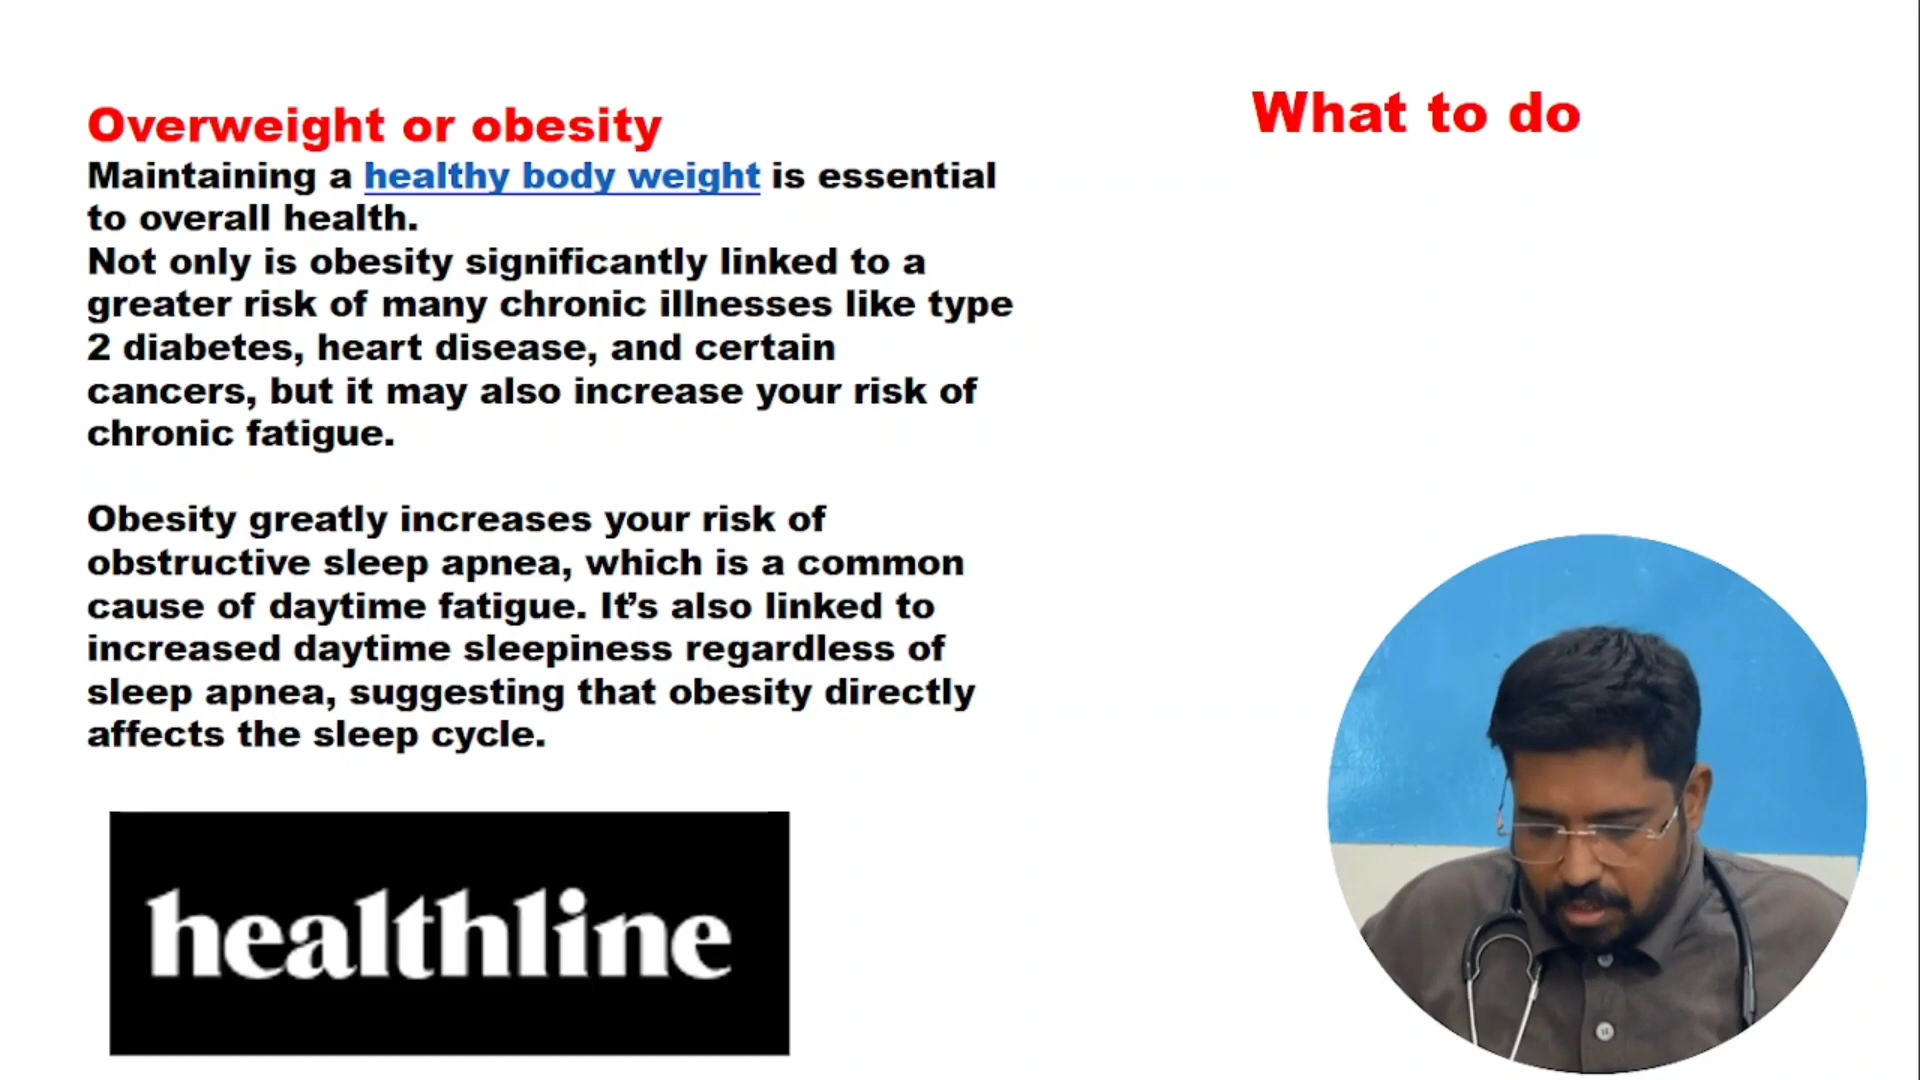 Overweight or obesity
Maintaining a healthy body weight is essential
to overall health.
Not only is obesity significantly linked to a
greater risk of many chronic illnesses like type
2 diabetes, heart disease, and certain
cancers, but it may also increase your risk of
chronic fatigue.
Obesity greatly increases your risk of
obstructive sleep apnea, which is a common
cause of daytime fatigue. It’s also linked to
increased daytime sleepiness regardless of
sleep apnea, suggesting that obesity directly
affects the sleep cycle.
healthline
What to do